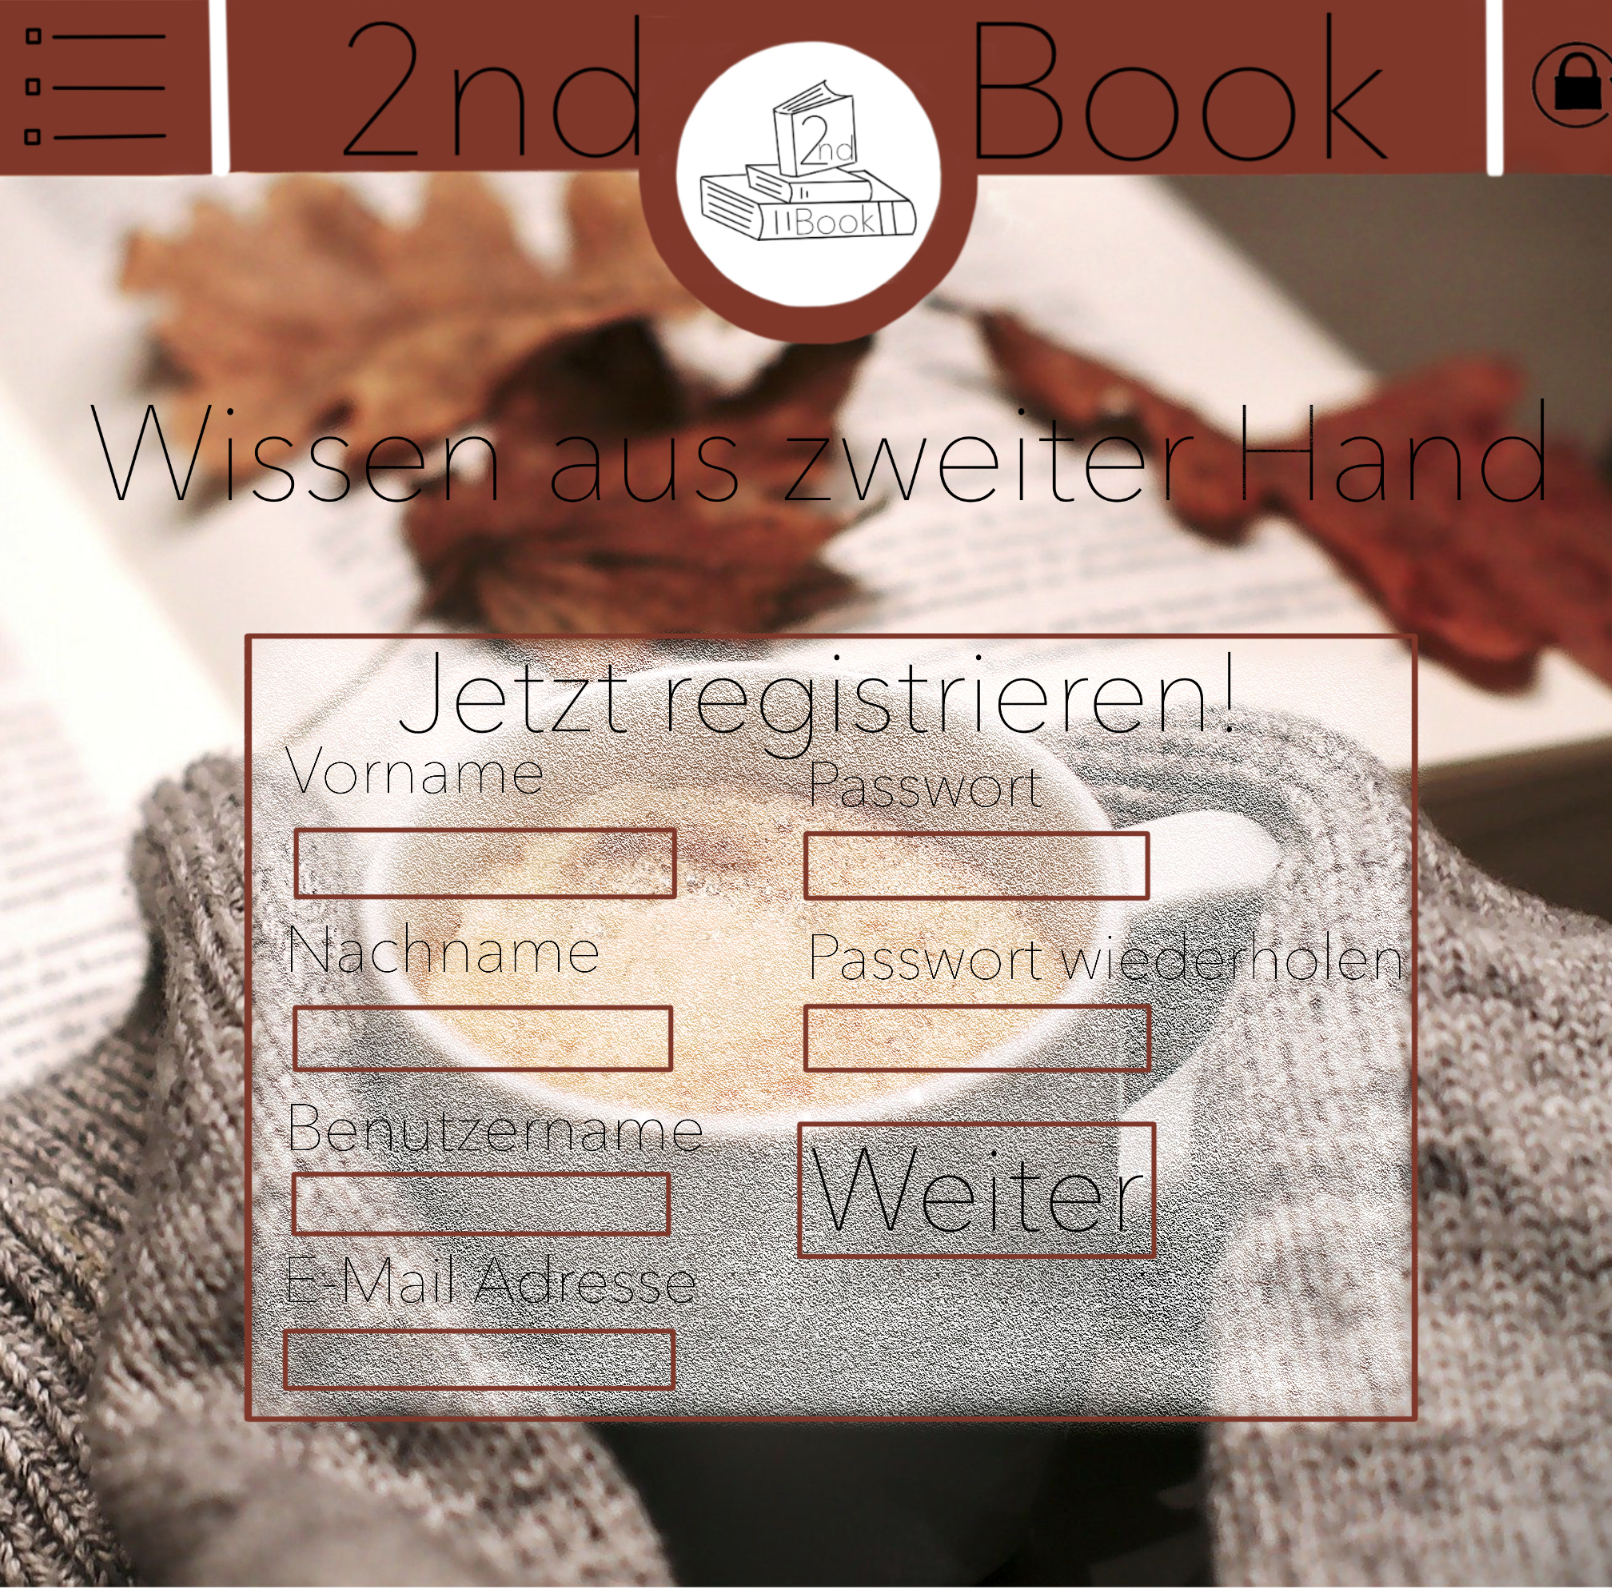 2nd Book
2nd
Book
Wissen aus zweiter Hand
Jetzt registrieren!
Vorname
Passwort
Nachname
Passwort wiederholen
Benutzername
Weiter
E-Mail Adresse